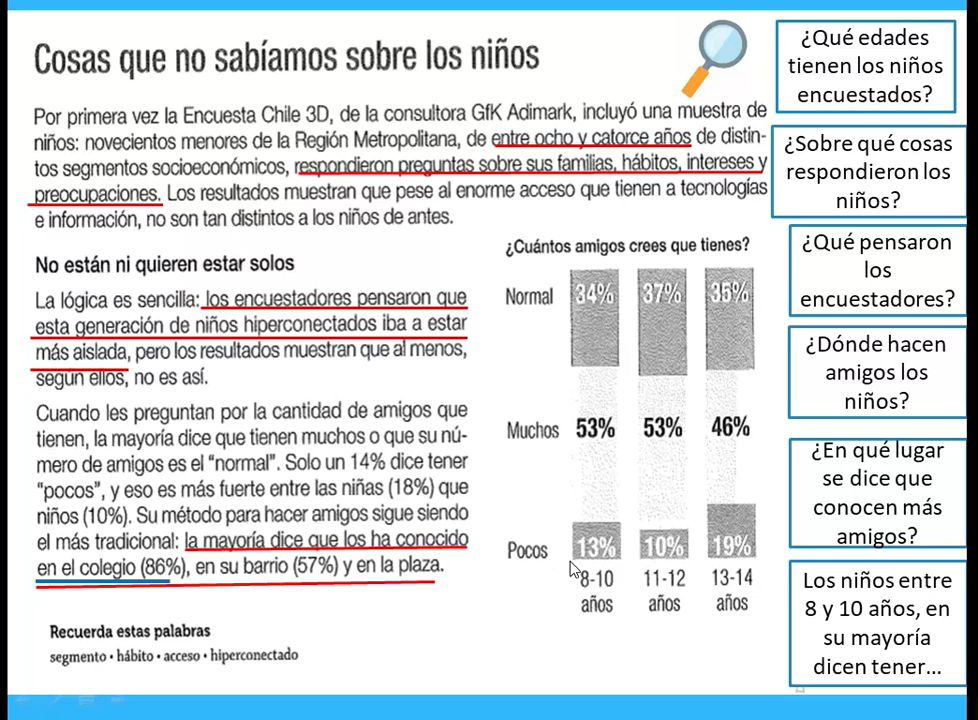 Cosas que no sabíamos sobre los niños
Por primera vez la Encuesta Chile 3D, de la consultora GfK Adimark, incluyó una muestra de
niños: novecientos menores de la Región Metropolitana, de entre ocho y catorce años de distin-
tos segmentos socioeconómicos, respondieron preguntas sobre sus familias, hábitos, intereses y
preocupaciones. Los resultados muestran que pese al enorme acceso que tienen a tecnologías
e información, no son tan distintos a los niños de antes.
No están ni quieren estar solos
La lógica es sencilla: los encuestadores pensaron que
esta generación de niños hiperconectados iba a estar
más aislada, pero los resultados muestran que al menos,
según ellos, no es así.
Cuando les preguntan por la cantidad de amigos que
tienen, la mayoría dice que tienen muchos o que su nú-
mero de amigos es el "normal". Solo un 14% dice tener
"pocos", y eso es más fuerte entre las niñas (18%) que
niños (10%). Su método para hacer amigos sigue siendo
el más tradicional: la mayoría dice que los ha conocido
en el colegio (86%), en su barrio (57%) y en la plaza.
Recuerda estas palabras
segmento • hábito • acceso • hiperconectado
¿Cuántos amigos crees que tienes?
Normal 34% 37% 35%
Muchos 53% 53% 46%
Pocos 13% 10% 19%
8-10 11-12 13-14
años años años
¿Qué edades
tienen los niños
encuestados?
¿Sobre qué cosas
respondieron los
niños?
¿Qué pensaron
los
encuestadores?
¿Dónde hacen
amigos los
niños?
¿En qué lugar
se dice que
conocen más
amigos?
Los niños entre
8 y 10 años, en
su mayoría
dicen tener...